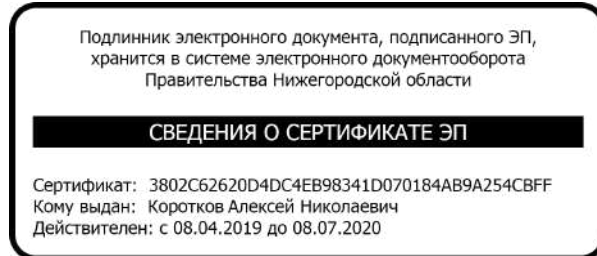 Подлинник электронного документа, подписанного ЭП,
хранится в системе электронного документооборота
Правительства Нижегородской области
СВЕДЕНИЯ О СЕРТИФИКАТЕ ЭП
Сертификат: 3802C62620D4DC4EB98341D070184AB9A254CBFF
Кому выдан: Коротков Алексей Николаевич
Действителен: с 08.04.2019 до 08.07.2020